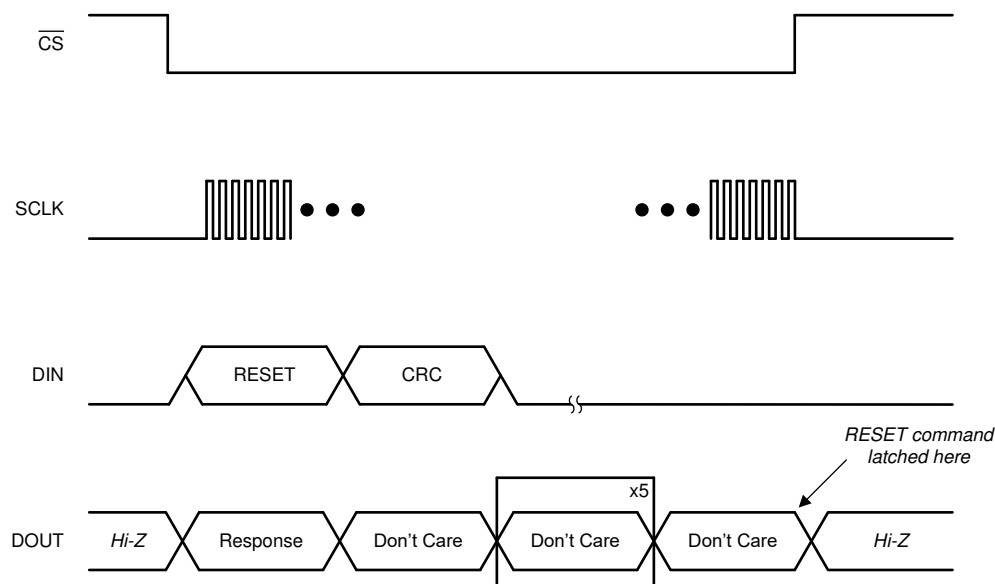 CS
SCLK
DIN
RESET
CRC
RESET command
latched here
x5
DOUT
Hi-Z
Response
Don't Care
Don't Care
Don't Care
Hi-Z